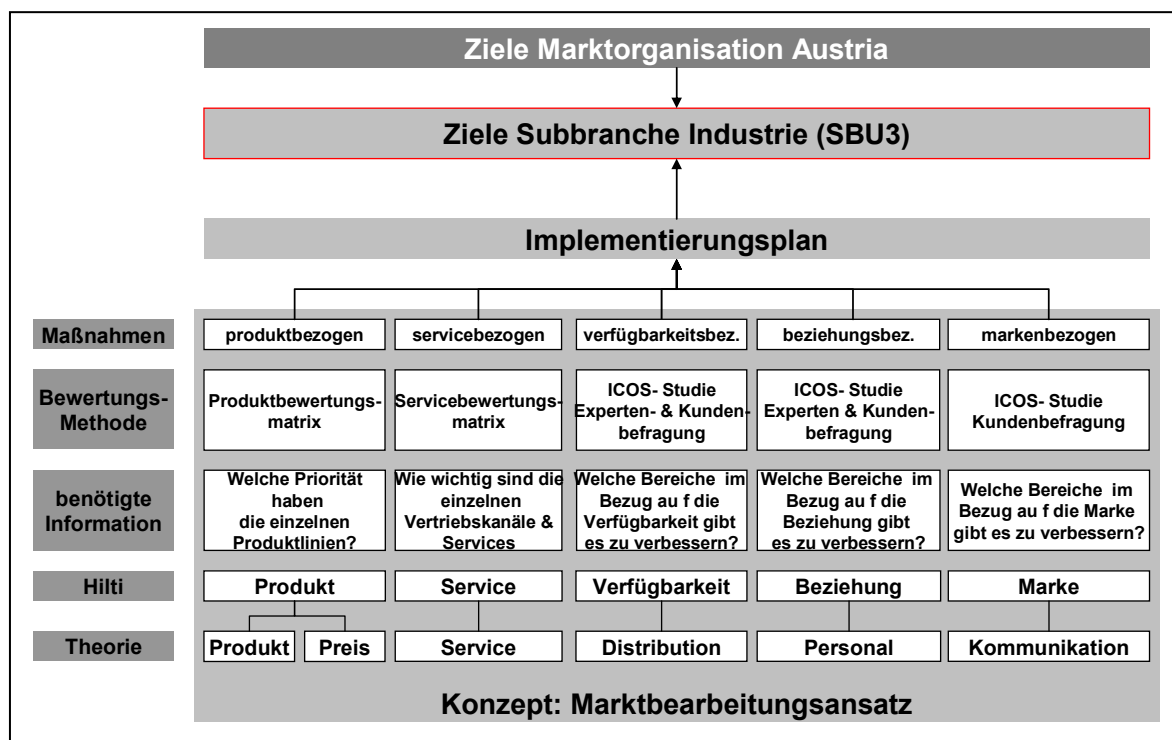 Ziele Marktorganisation Austria
Ziele Subbranche Industrie (SBU3)
Implementierungsplan
Maßnahmen
produktbezogen
servicebezogen
verfügbarkeitsbez.
beziehungsbez.
markenbezogen
Bewertungs-
Methode
Produktbewertungs-
matrix
Servicebewertungs-
matrix
ICOS- Studie
Experten- & Kunden-
befragung
ICOS- Studie
Experten & Kunden-
befragung
ICOS- Studie
Kundenbefragung
benötigte
Information
Welche Priorität
haben
die einzelnen
Produktlinien?
Wie wichtig sind die
einzelnen
Vertriebskanäle &
Services
Welche Bereiche im
Bezug au f die
Verfügbarkeit gibt
es zu verbessern?
Welche Bereiche im
Bezug au f die
Beziehung gibt
es zu verbessern?
Welche Bereiche im
Bezug au f die Marke
gibt es zu verbessern?
Hilti
Produkt
Service
Verfügbarkeit
Beziehung
Marke
Theorie
Produkt
Preis
Service
Distribution
Personal
Kommunikation
Konzept: Marktbearbeitungsansatz